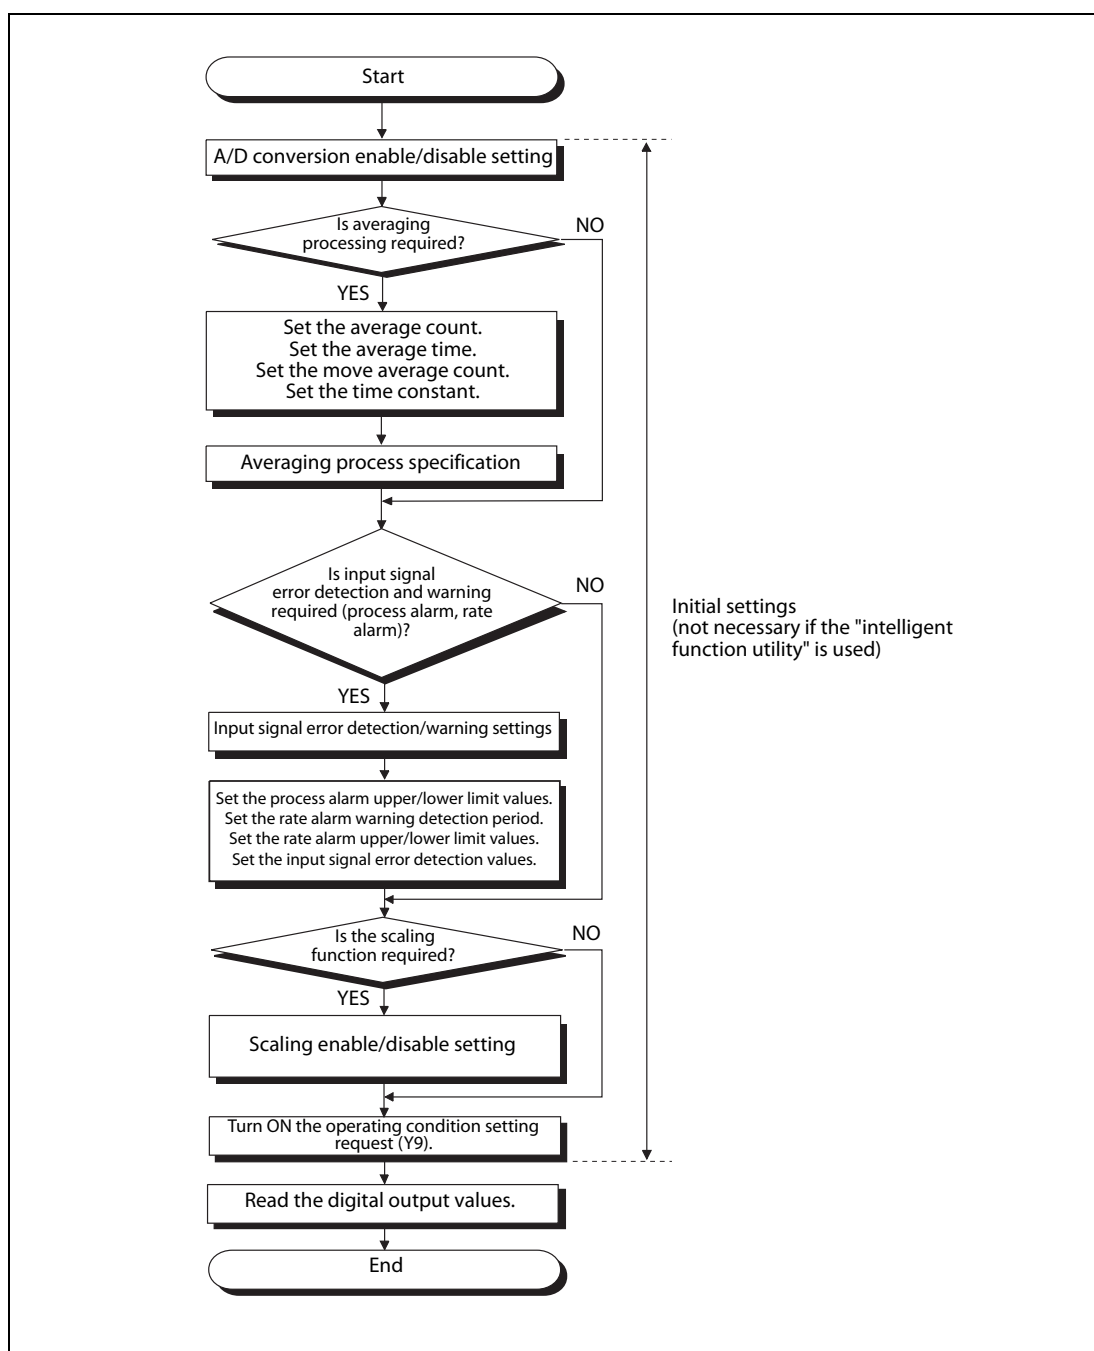 Start
A/D conversion enable/disable setting
Is averaging
processing required?
NO
YES
Set the average count.
Set the average time.
Set the move average count.
Set the time constant.
Averaging process specification
Is input signal
error detection and warning
required (process alarm, rate
alarm)?
NO
YES
Initial settings
(not necessary if the "intelligent
function utility" is used)
Input signal error detection/warning settings
Set the process alarm upper/lower limit values.
Set the rate alarm warning detection period.
Set the rate alarm upper/lower limit values.
Set the input signal error detection values.
Is the scaling
function required?
NO
YES
Scaling enable/disable setting
Turn ON the operating condition setting
request (Y9).
Read the digital output values.
End